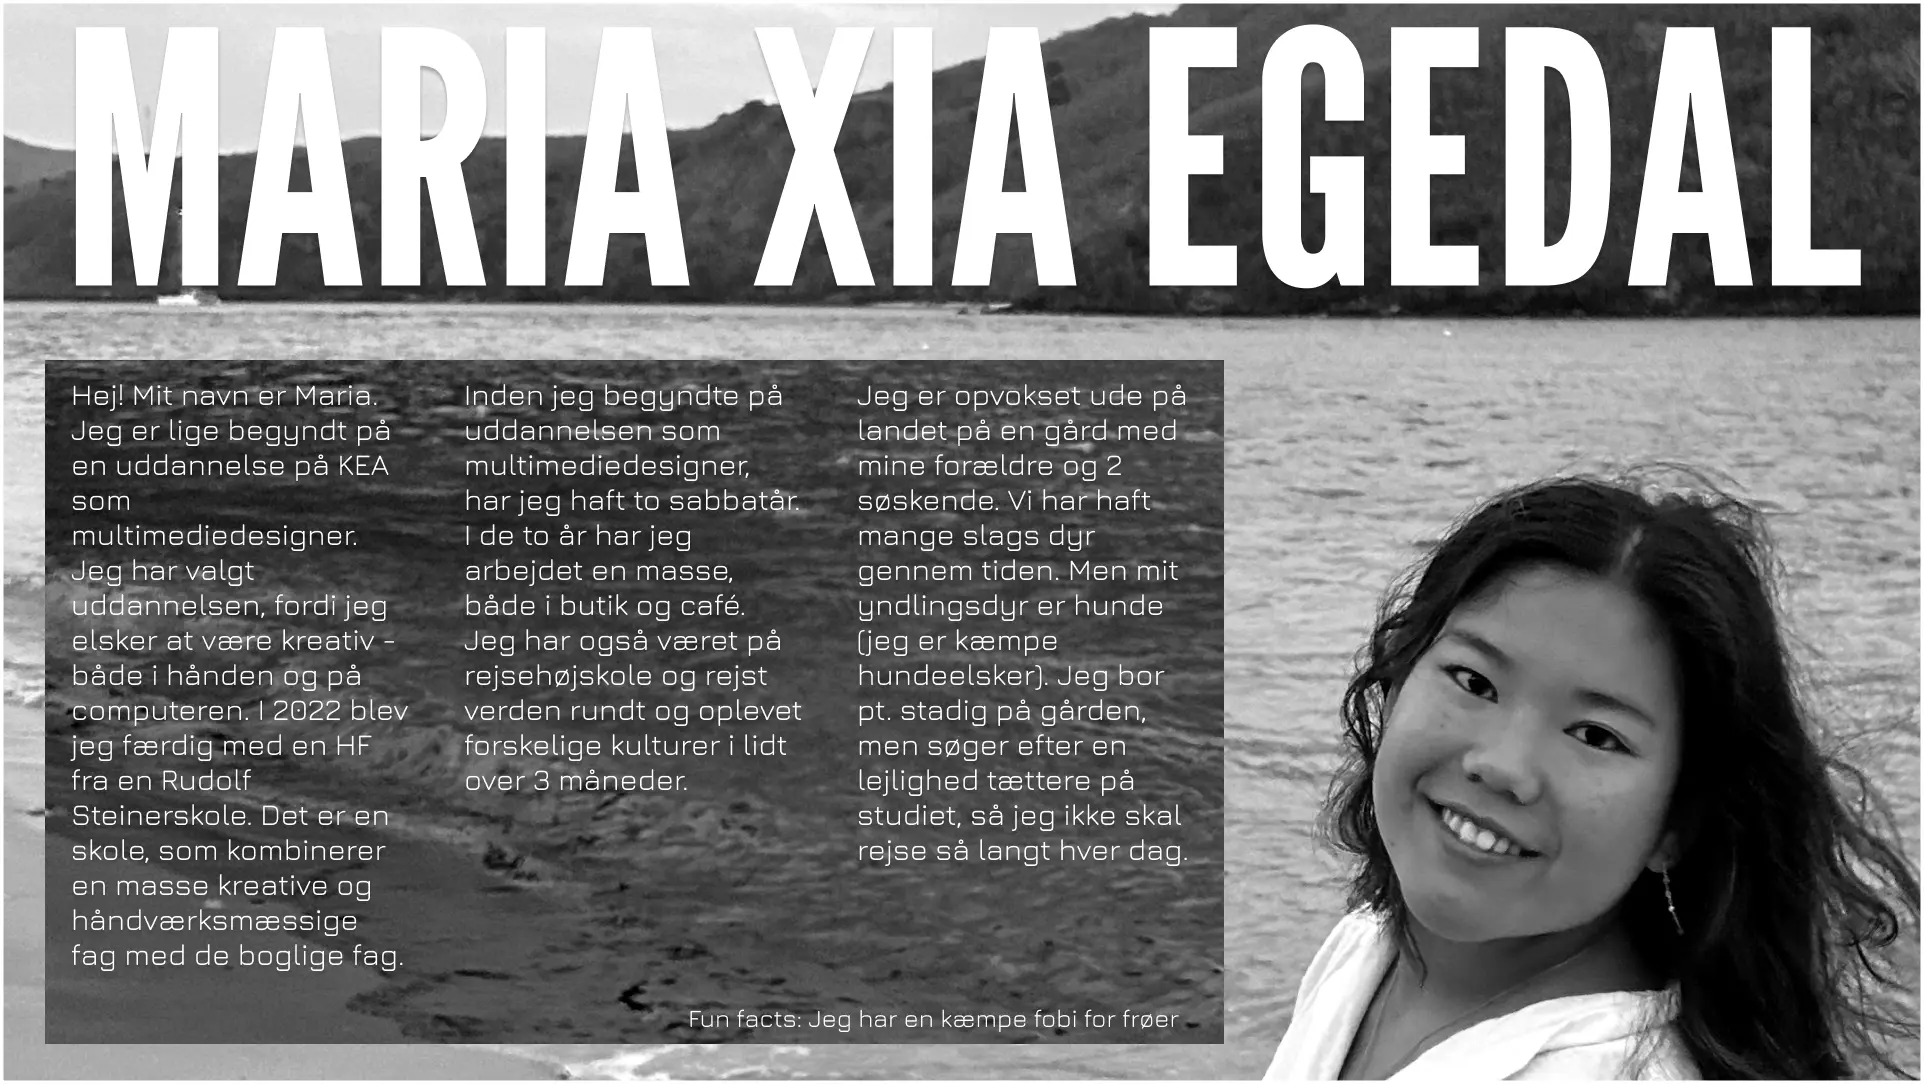 MARIA XIA EGEDAL
Hej! Mit navn er Maria.
Jeg er lige begyndt på
en uddannelse på KEA
som
multimediedesigner.
Jeg har valgt
uddannelsen, fordi jeg
elsker at være kreativ -
både i hånden og på
computeren. I 2022 blev
jeg færdig med en HF
fra en Rudolf
Steinerskole. Det er en
skole, som kombinerer
en masse kreative og
håndværksmæssige
fag med de boglige fag.
Inden jeg begyndte på
uddannelsen som
multimediedesigner,
har jeg haft to sabbatår.
I de to år har jeg
arbejdet en masse,
både i butik og café.
Jeg har også været på
rejsehøjskole og rejst
verden rundt og oplevet
forskelige kulturer i lidt
over 3 måneder.
Jeg er opvokset ude på
landet på en gård med
mine forældre og 2
søskende. Vi har haft
mange slags dyr
gennem tiden. Men mit
yndlingsdyr er hunde
(jeg er kæmpe
hundeelsker). Jeg bor
pt. stadig på gården,
men søger efter en
lejlighed tættere på
studiet, så jeg ikke skal
rejse så langt hver dag.
Fun facts: Jeg har en kæmpe fobi for frøer